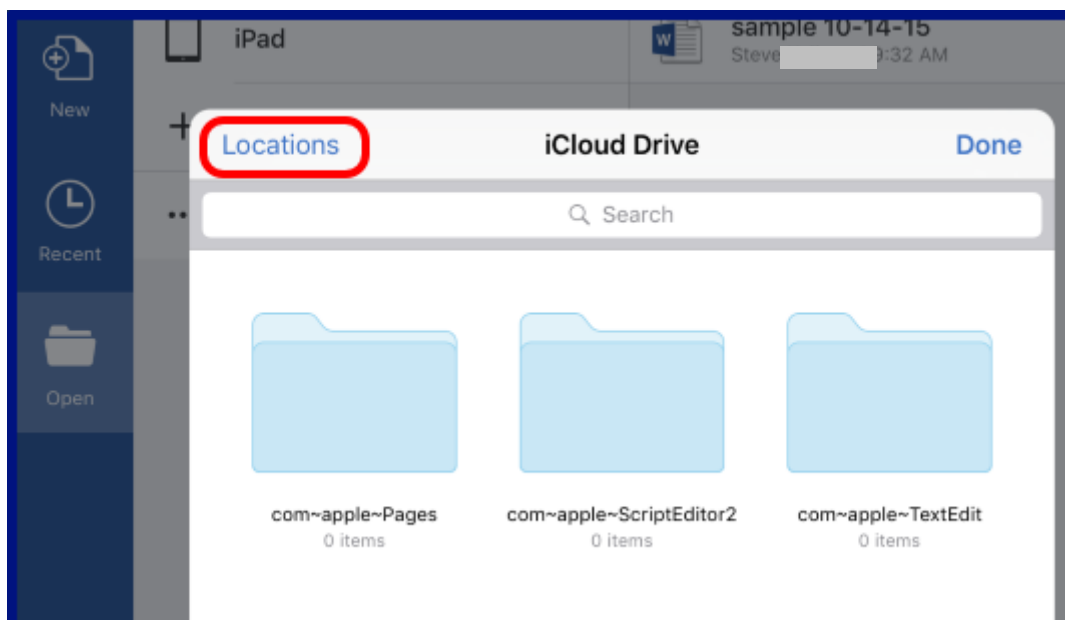 iPad
sample 10-14-15
Steve :32 AM
New
Locations
iCloud Drive
Done
Search
Recent
Open
com~apple~Pages
com~apple~ScriptEditor2
com~apple~TextEdit
0 items
0 items
0 items